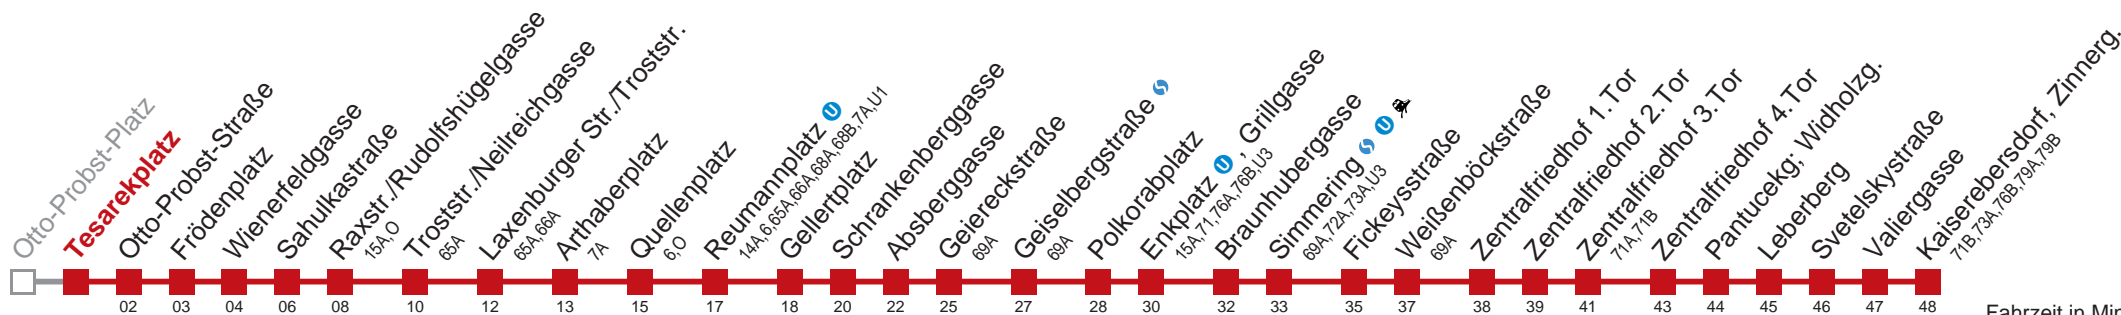 Otto-Probst-Platz
Tesarekplatz
Otto-Probst-Straße
02
Frödenplatz
03
Wienerfeldgasse
04
Sahulkastraße
06
Raxstr./Rudolfshügelgasse
15A,O
08
Troststr./Neilreichgasse
65A
10
Laxenburger Str./Troststr.
65A,66A
12
Arthaberplatz
7A
13
Quellenplatz
6,O
15
Reumannplatz U
14A,6,65A,66A,68A,68B,7A,U1
17
Gellertplatz
18
Schrankenberggasse
20
Absberggasse
22
Geiereckstraße
69A
25
Geiselbergstraße S
69A
27
Polkorabplatz
28
Enkplatz U , Grillgasse
15A,71,76A,76B,U3
30
Braunhubergasse
32
Simmering S U
69A,72A,73A,U3
33
Fickeysstraße
35
Weißenböckstraße
69A
37
Zentralfriedhof 1.Tor
38
Zentralfriedhof 2.Tor
39
Zentralfriedhof 3.Tor
71A,71B
41
Zentralfriedhof 4.Tor
43
Pantucekg; Widholzg.
44
Leberberg
45
Svetelskystraße
46
Valiergasse
47
Kaiserebersdorf, Zinnerg.
71B,73A,76B,79A,79B
48
Fahrzeit in Min